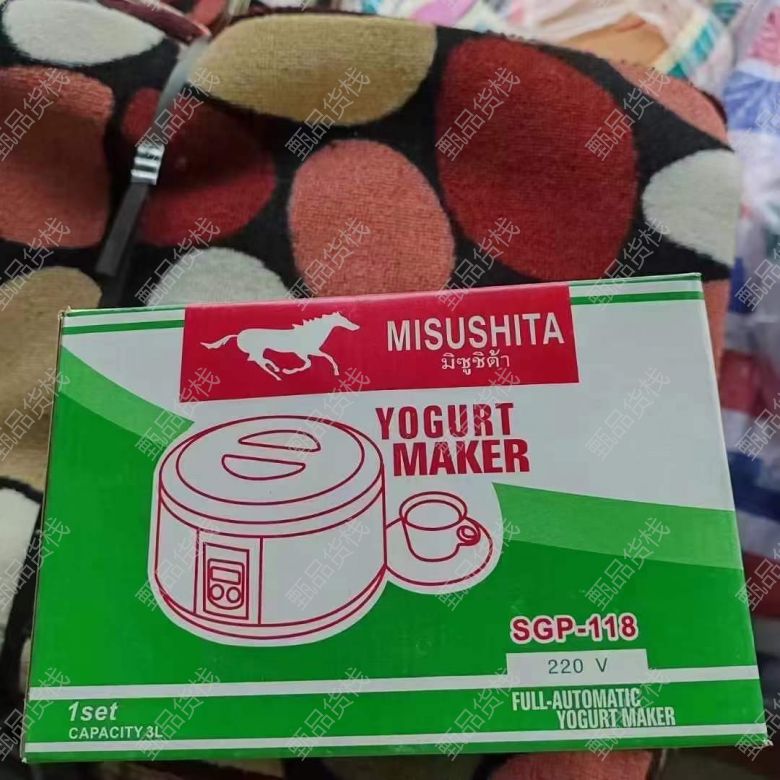 MISUSHITA
มิซูชิต้า
YOGURT
MAKER
SGP-118
220 V
1set
CAPACITY 3L
FULL-AUTOMATIC
YOGURT MAKER
甄品货栈